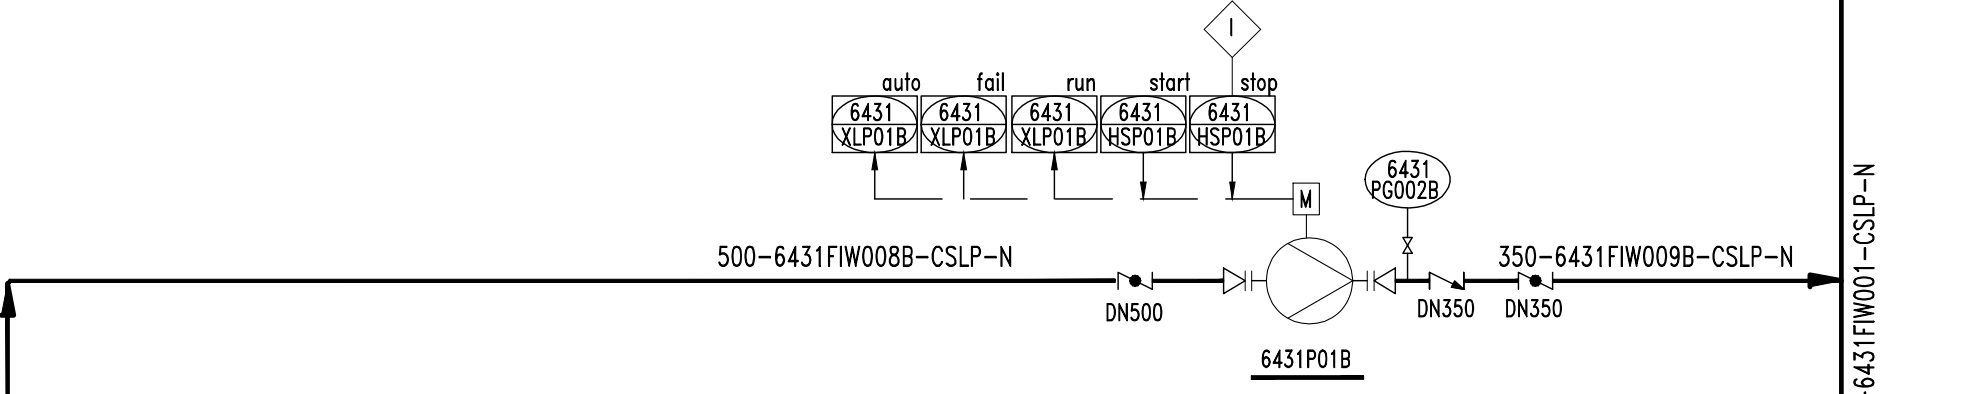 I
auto fail run start stop
6431 6431 6431 6431 6431
XLP01B XLP01B XLP01B HSP01B HSP01B
6431
PG002B
M
500-6431FIW008B-CSLP-N
350-6431FIW009B-CSLP-N
DN500
DN350
DN350
6431P01B
-6431FIW001-CSLP-N